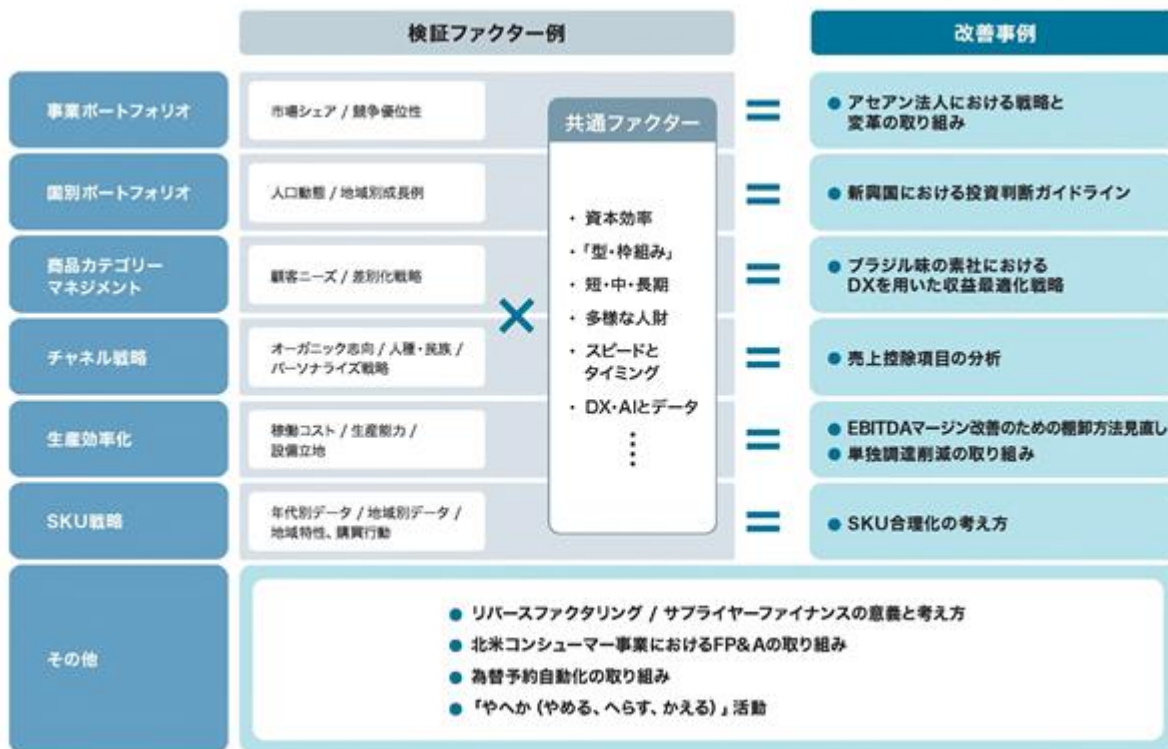 検証ファクター例
改善事例
事業ポートフォリオ
市場シェア / 競争優位性
共通ファクター
・ 資本効率
・ 「型・枠組み」
・ 短・中・長期
・ 多様な人財
・ スピードと
タイミング
・ DX・AIとデータ
×
=
● アセアン法人における戦略と
変革の取り組み
国別ポートフォリオ
人口動態 / 地域別成長例
=
● 新興国における投資判断ガイドライン
商品カテゴリー
マネジメント
顧客ニーズ / 差別化戦略
=
● ブラジル味の素社における
DXを用いた収益最適化戦略
チャネル戦略
オーガニック志向 / 人種・民族 /
パーソナライズ戦略
=
● 売上控除項目の分析
生産効率化
稼働コスト / 生産能力 /
設備立地
=
● EBITDAマージン改善のための棚卸方法見直し
● 単独調達削減の取り組み
SKU戦略
年代別データ / 地域別データ /
地域特性、購買行動
=
● SKU合理化の考え方
その他
● リバースファクタリング / サプライヤーファイナンスの意義と考え方
● 北米コンシューマー事業におけるFP&Aの取り組み
● 為替予約自動化の取り組み
● 「やへか (やめる、へらす、かえる) 」活動